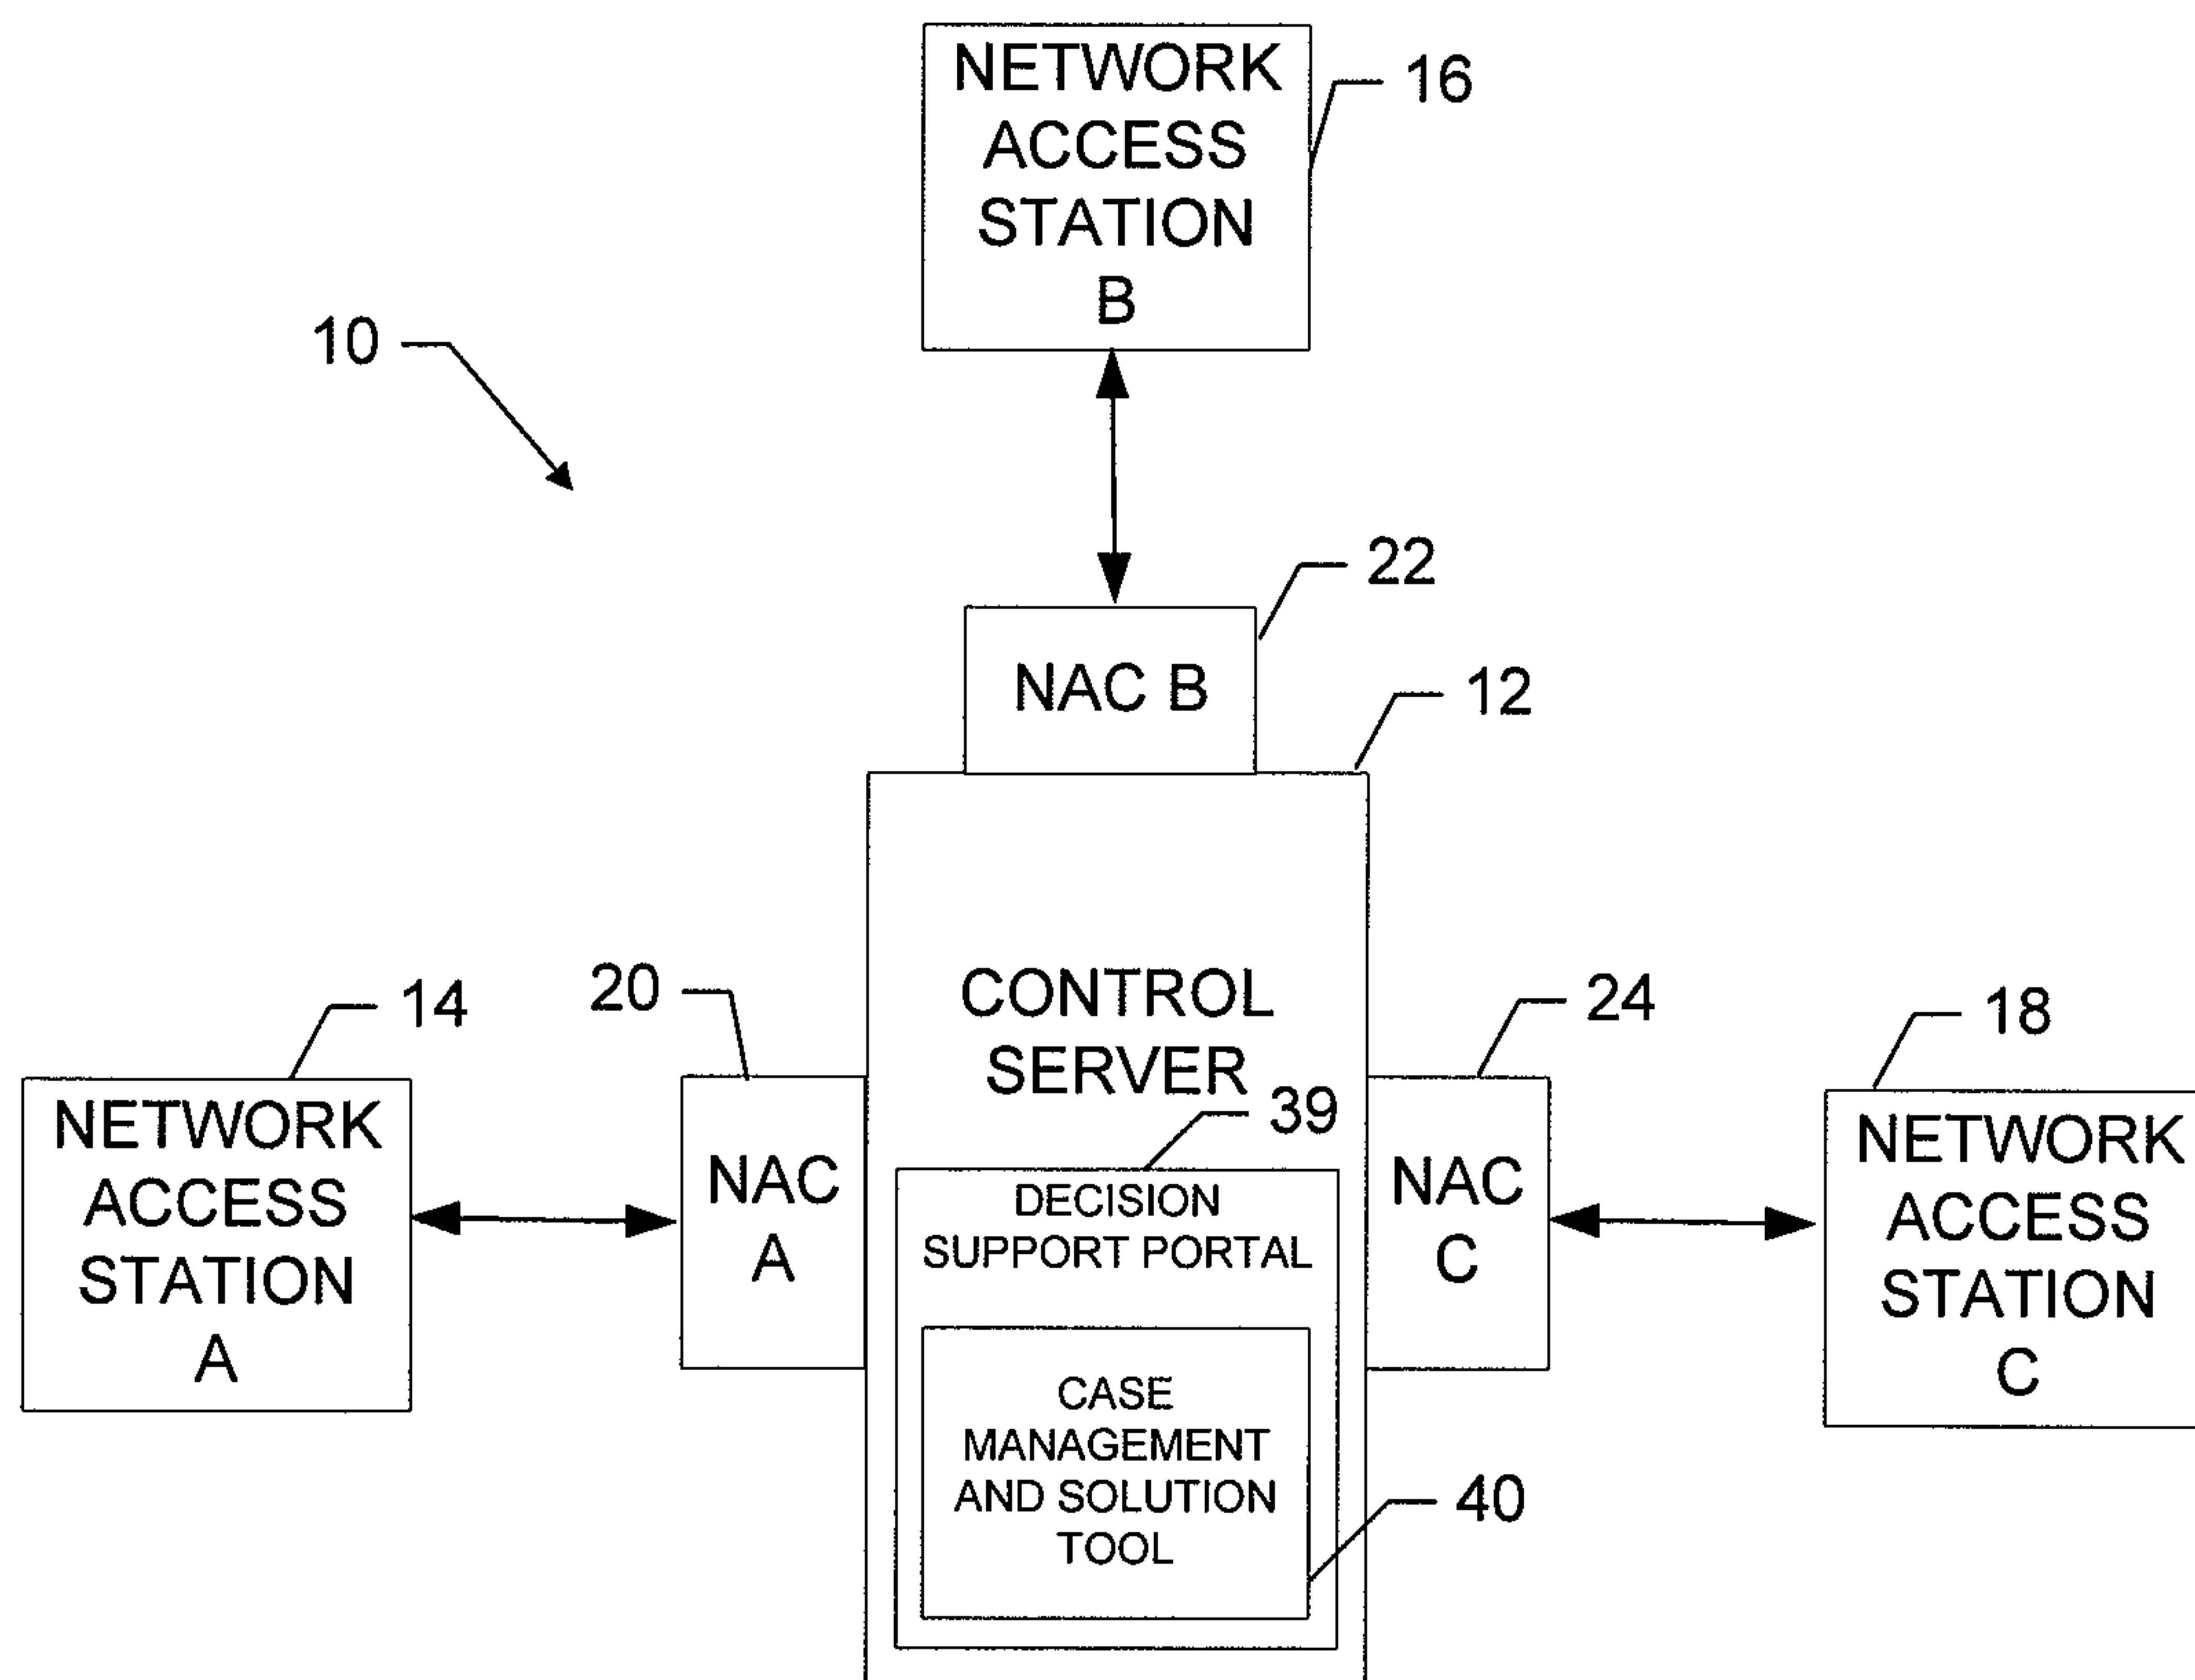 NETWORK
ACCESS
STATION
B
16
10
22
NAC B
12
CONTROL
SERVER
14
20
24
18
NETWORK
ACCESS
STATION
A
NAC
A
39
DECISION
SUPPORT PORTAL
CASE
MANAGEMENT
AND SOLUTION
TOOL
40
NAC
C
NETWORK
ACCESS
STATION
C